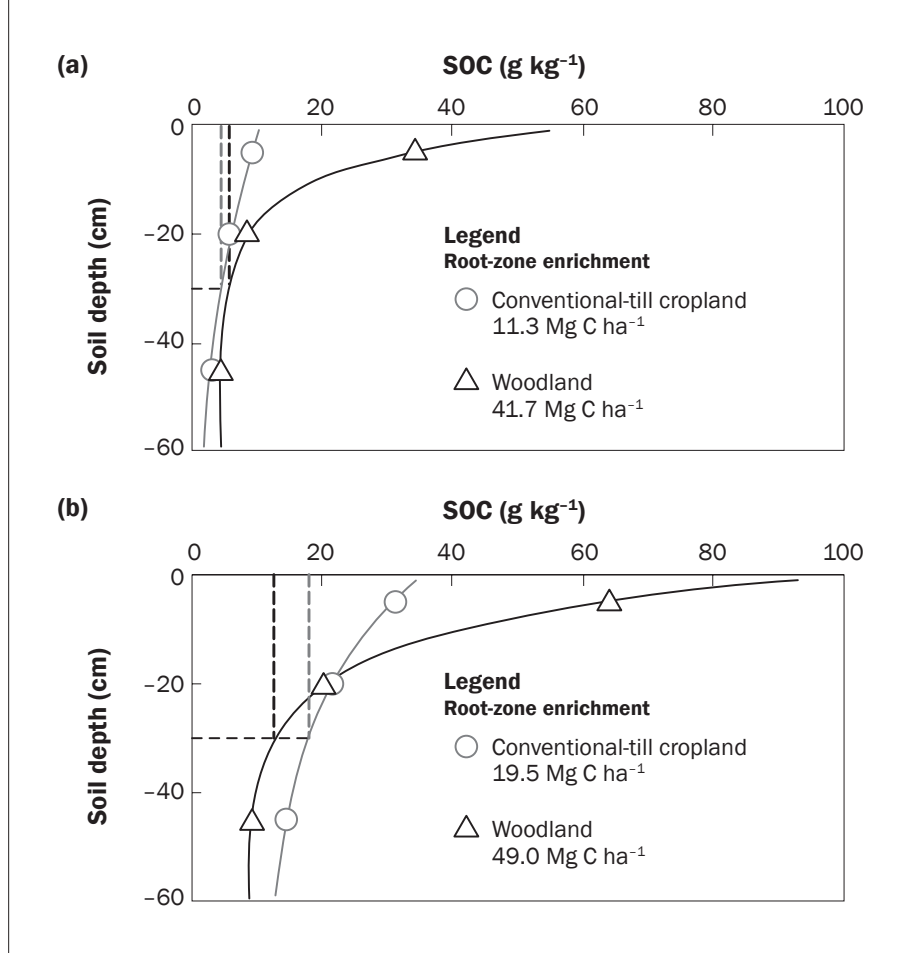 (a)
SOC (g kg⁻¹)
0 20 40 60 80 100
0
−20
−40
−60
Soil depth (cm)
Legend
Root-zone enrichment
Conventional-till cropland
11.3 Mg C ha⁻¹
Woodland
41.7 Mg C ha⁻¹
(b)
SOC (g kg⁻¹)
0 20 40 60 80 100
0
−20
−40
−60
Soil depth (cm)
Legend
Root-zone enrichment
Conventional-till cropland
19.5 Mg C ha⁻¹
Woodland
49.0 Mg C ha⁻¹